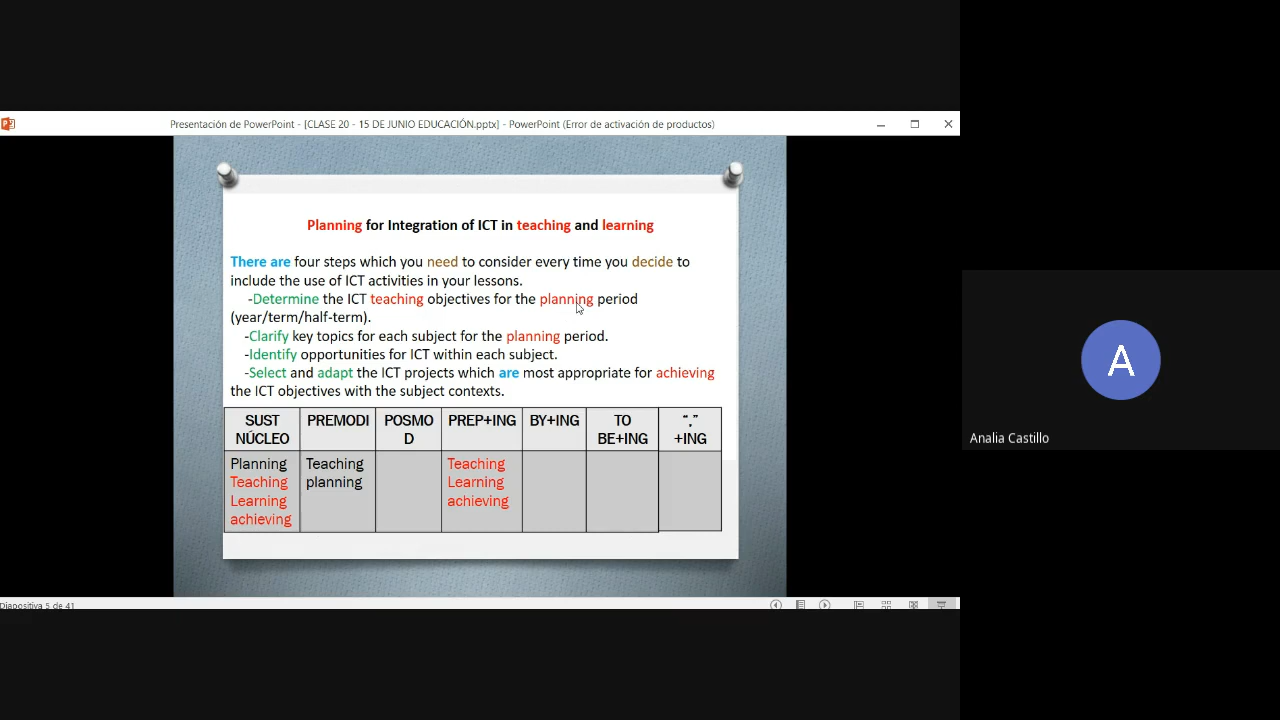 Presentación de PowerPoint - [CLASE 20 - 15 DE JUNIO EDUCACIÓN.pptx] - PowerPoint (Error de activación de productos)
Planning for Integration of ICT in teaching and learning
There are four steps which you need to consider every time you decide to
include the use of ICT activities in your lessons.
-Determine the ICT teaching objectives for the planning period
(year/term/half-term).
-Clarify key topics for each subject for the planning period.
-Identify opportunities for ICT within each subject.
-Select and adapt the ICT projects which are most appropriate for achieving
the ICT objectives with the subject contexts.
SUST PREMODI POSMO PREP+ING BY+ING TO “,”
NÚCLEO D BE+ING +ING
Planning Teaching Teaching
Teaching planning Learning
Learning achieving
achieving
Diapositiva 5 de 41
A
Analia Castillo